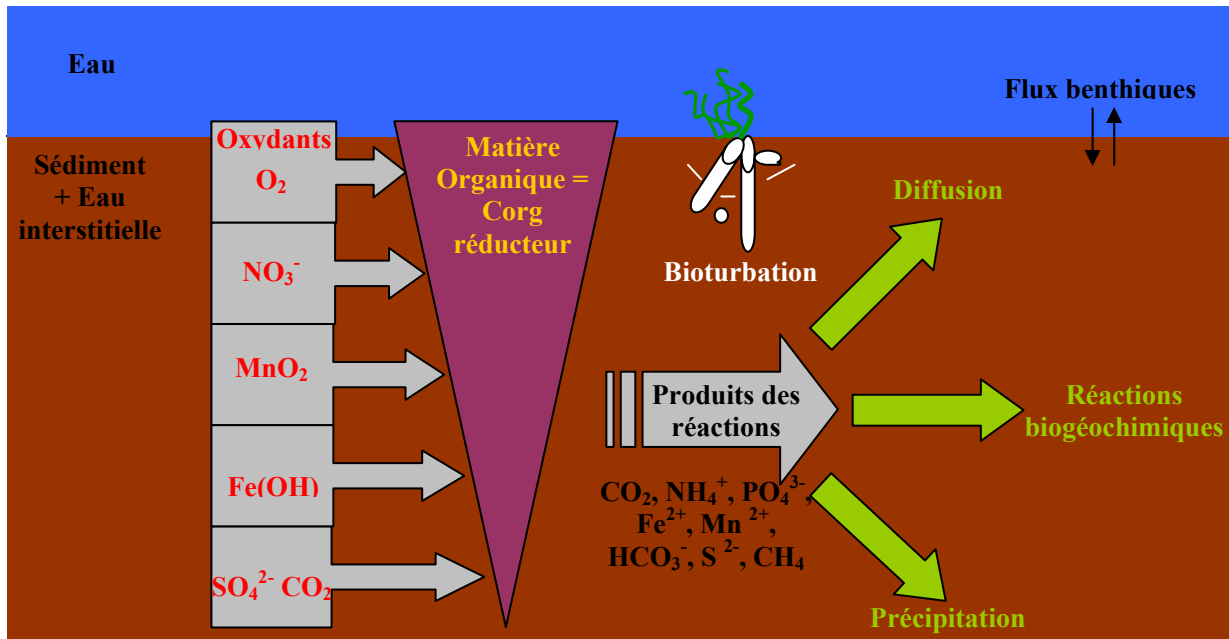 Eau
Flux benthiques
Sédiment
+ Eau
interstitielle
Oxydants
O₂
NO₃⁻
MnO₂
Fe(OH)
SO₄²⁻ CO₂
Matière
Organique =
Corg
réducteur
Bioturbation
Produits des
réactions
CO₂, NH₄⁺, PO₄³⁻,
Fe²⁺, Mn ²⁺,
HCO₃⁻, S ²⁻, CH₄
Diffusion
Réactions
biogéochimiques
Précipitation